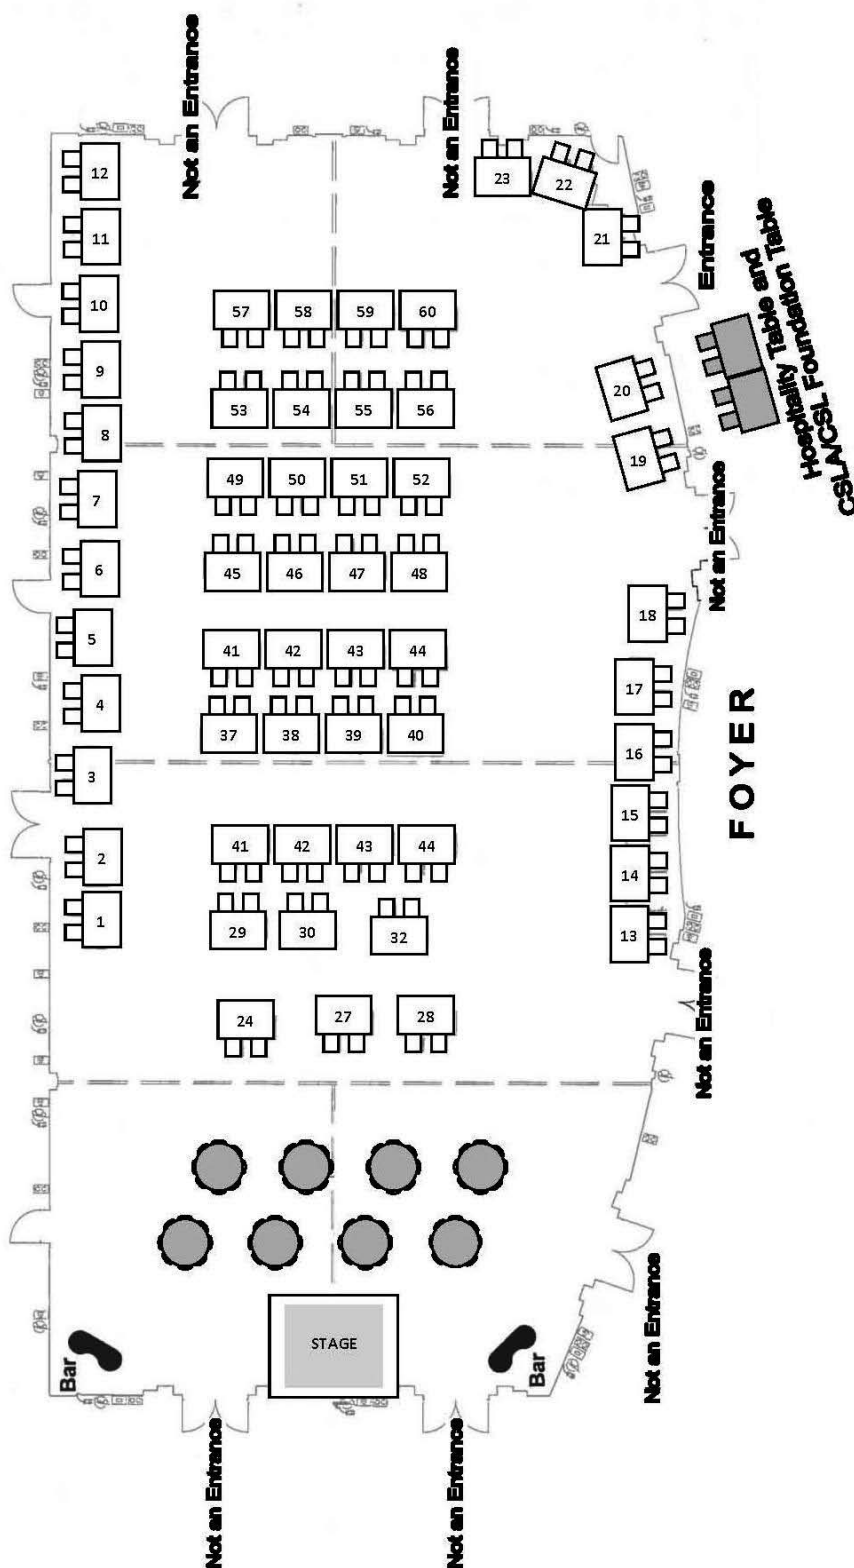 Not an Entrance
Not an Entrance
12
11
10
9
8
7
6
5
4
3
2
1
23
22
21
Entrance
Hospitality Table and
CSLA/CSL Foundation Table
57 58 59 60
53 54 55 56
20
19
49 50 51 52
Not an Entrance
45 46 47 48
18
41 42 43 44
17
37 38 39 40
16
FOYER
15
41 42 43 44
14
29 30 32
13
24 27 28
Not an Entrance
STAGE
Bar
Bar
Not an Entrance
Not an Entrance
Not an Entrance